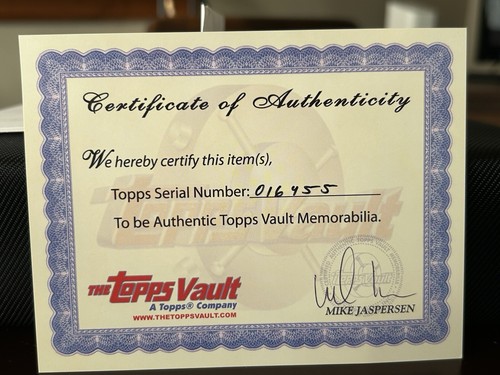 Certificate of Authenticity
We hereby certify this item(s),
Topps Serial Number: 016455
To be Authentic Topps Vault Memorabilia.
THE Topps Vault
A Topps® Company
WWW.THETOPPSVAULT.COM
MIKE JASPERSEN